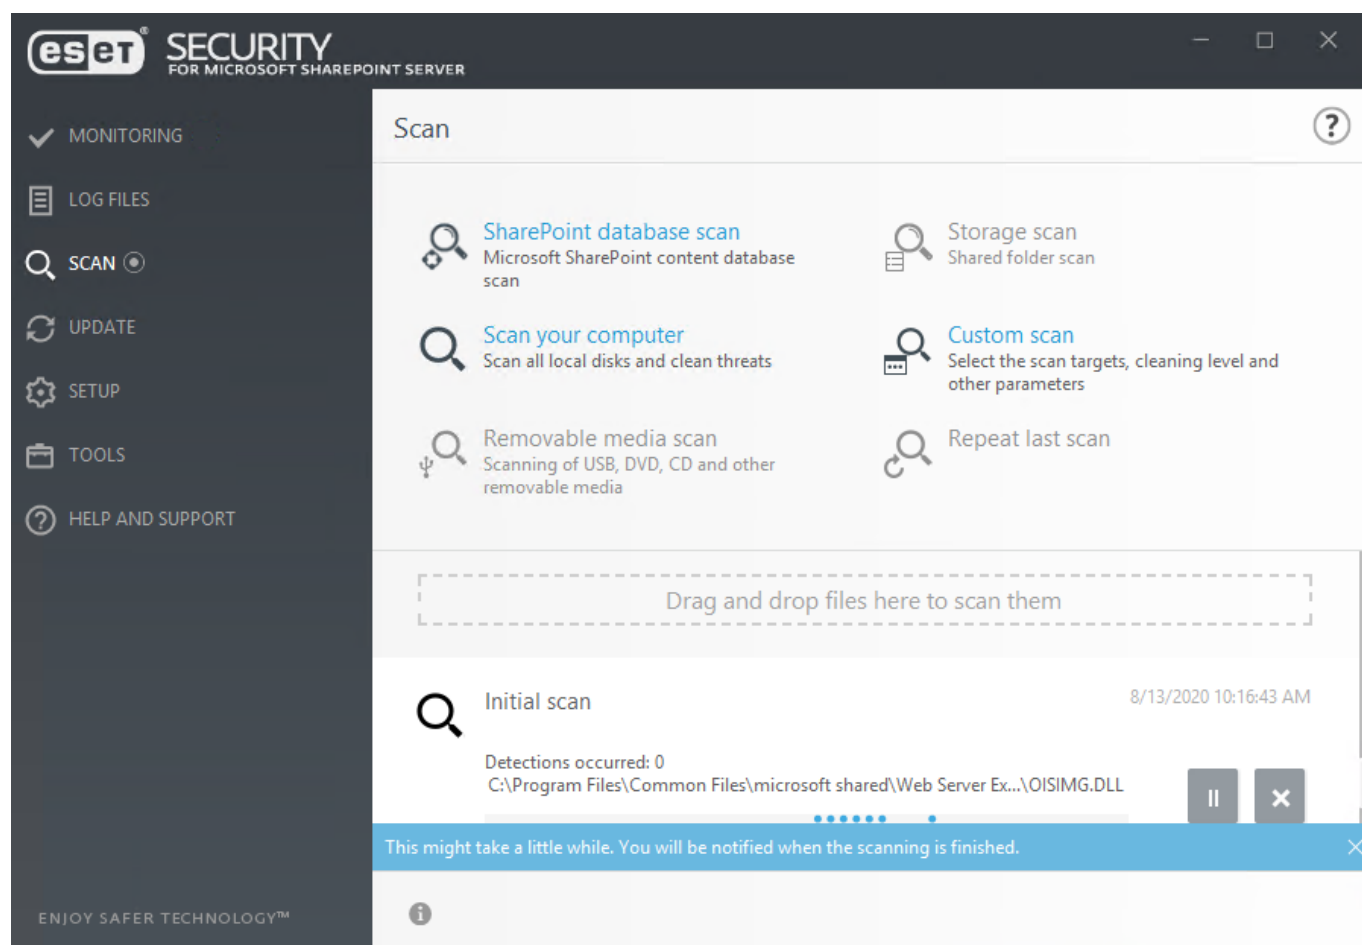 eset® SECURITY
FOR MICROSOFT SHAREPOINT SERVER
MONITORING
LOG FILES
SCAN
UPDATE
SETUP
TOOLS
HELP AND SUPPORT
ENJOY SAFER TECHNOLOGY™
Scan
?
SharePoint database scan
Microsoft SharePoint content database
scan
Storage scan
Shared folder scan
Scan your computer
Scan all local disks and clean threats
Custom scan
Select the scan targets, cleaning level and
other parameters
Removable media scan
Scanning of USB, DVD, CD and other
removable media
Repeat last scan
Drag and drop files here to scan them
Initial scan
8/13/2020 10:16:43 AM
Detections occurred: 0
C:\Program Files\Common Files\microsoft shared\Web Server Ex...\OISIMG.DLL
This might take a little while. You will be notified when the scanning is finished.